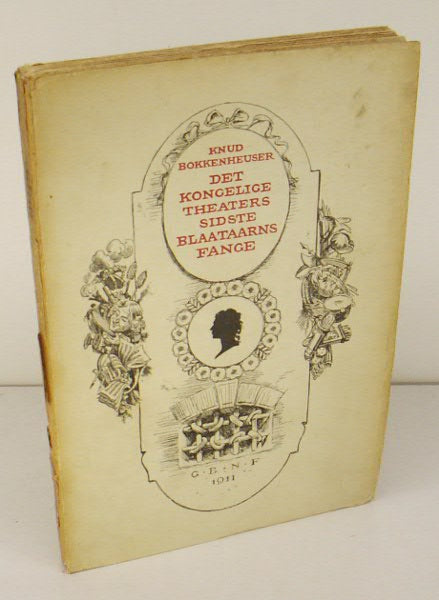 KNUD
BOKKENHEUSER
DET
KONGELIGE
THEATERS
SIDSTE
BLAATAARNS
FANGE
G · B · N · F
1911